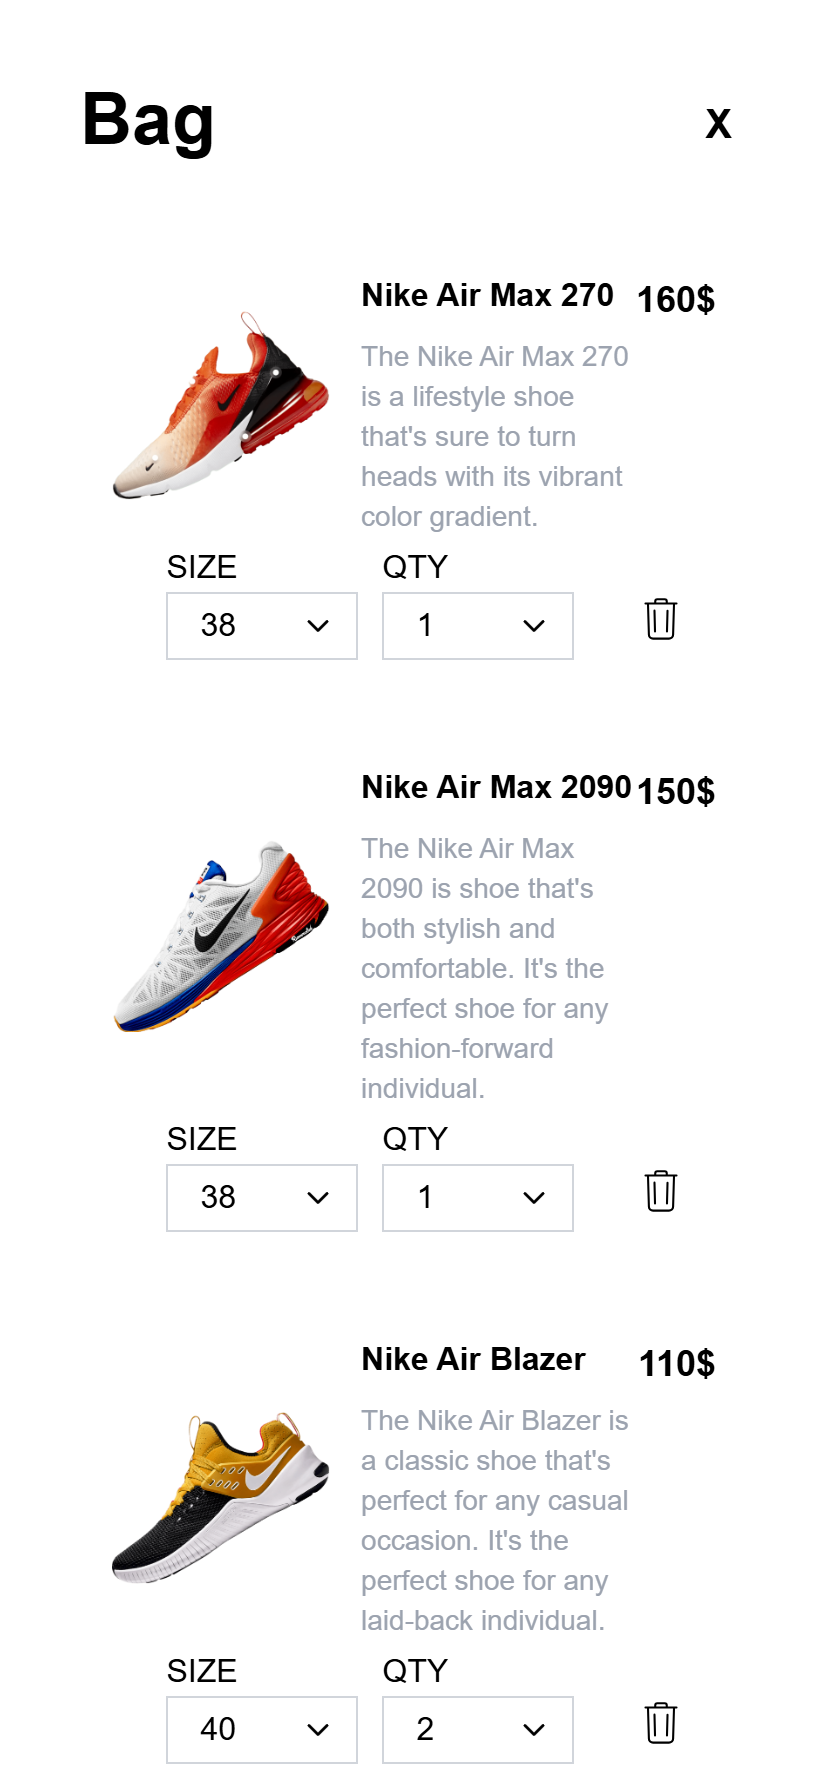 Bag
X
Nike Air Max 270 160$
The Nike Air Max 270
is a lifestyle shoe
that's sure to turn
heads with its vibrant
color gradient.
SIZE QTY
38 1
Nike Air Max 2090 150$
The Nike Air Max
2090 is shoe that's
both stylish and
comfortable. It's the
perfect shoe for any
fashion-forward
individual.
SIZE QTY
38 1
Nike Air Blazer 110$
The Nike Air Blazer is
a classic shoe that's
perfect for any casual
occasion. It's the
perfect shoe for any
laid-back individual.
SIZE QTY
40 2